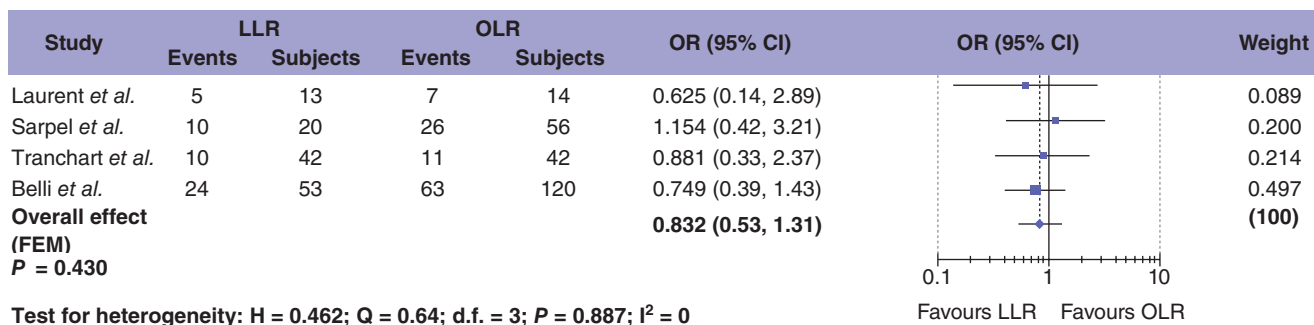 Study LLR OLR OR (95% CI) OR (95% CI) Weight
Events Subjects Events Subjects
Laurent et al. 5 13 7 14 0.625 (0.14, 2.89) 0.089
Sarpel et al. 10 20 26 56 1.154 (0.42, 3.21) 0.200
Tranchart et al. 10 42 11 42 0.881 (0.33, 2.37) 0.214
Belli et al. 24 53 63 120 0.749 (0.39, 1.43) 0.497
Overall effect 0.832 (0.53, 1.31) (100)
(FEM)
P = 0.430
0.1 1 10
Favours LLR Favours OLR
Test for heterogeneity: H = 0.462; Q = 0.64; d.f. = 3; P = 0.887; I² = 0